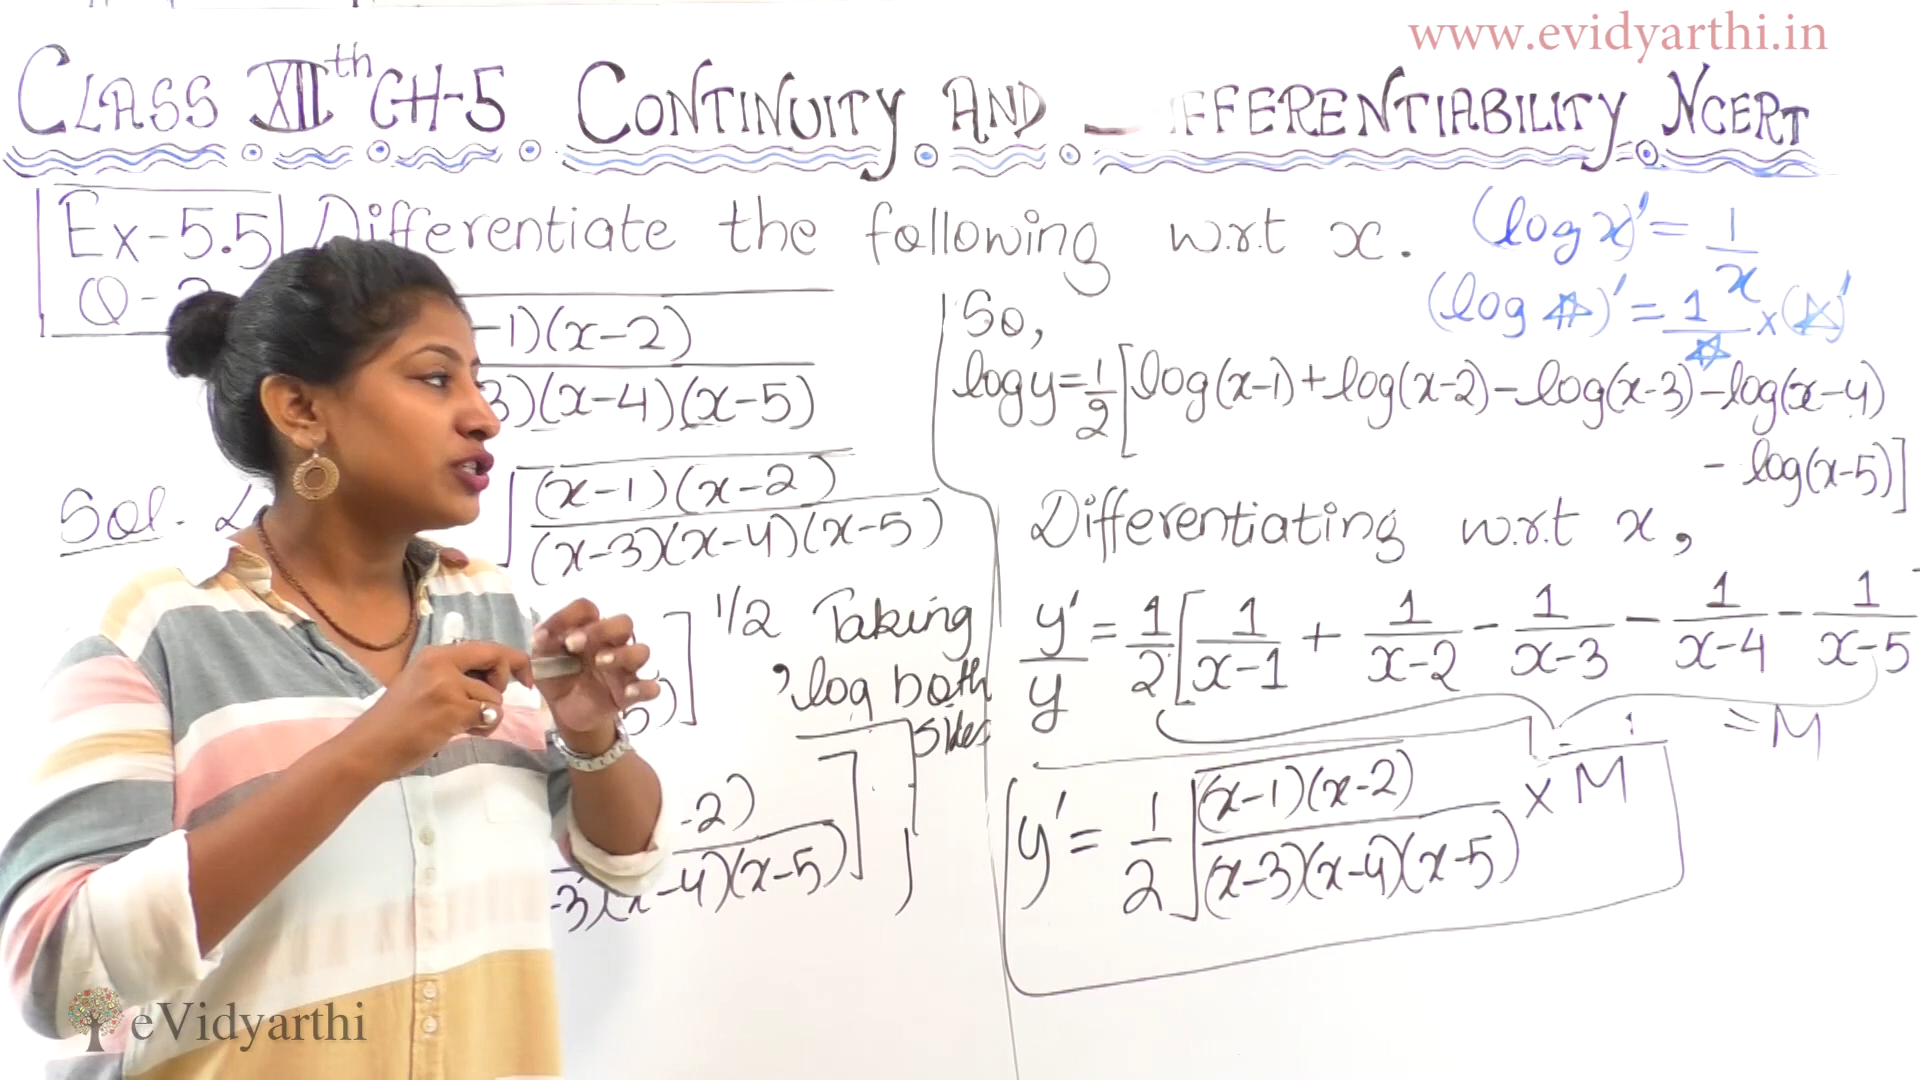 www.evidyarthi.in
CLASS XIIth CH-5. CONTINUITY AND DIFFERENTIABILITY. NCERT
Ex-5.5 Differentiate the following w.r.t x. (log x)' = 1/x
Q-
(log ☆)' = 1/☆ × (☆)'
-1)(x-2)
3)(x-4)(x-5)
Sol.
√(x-1)(x-2)
(x-3)(x-4)(x-5)
]1/2 Taking
, log both
sides
5)]
-2)
-3)(x-4)(x-5)]
So,
log y = 1/2 [log(x-1) + log(x-2) - log(x-3) - log(x-4)
- log(x-5)]
Differentiating w.r.t x,
y'/y = 1/2 [1/(x-1) + 1/(x-2) - 1/(x-3) - 1/(x-4) - 1/(x-5)
= M
y' = 1/2 √(x-1)(x-2)/(x-3)(x-4)(x-5) × M
eVidyarthi